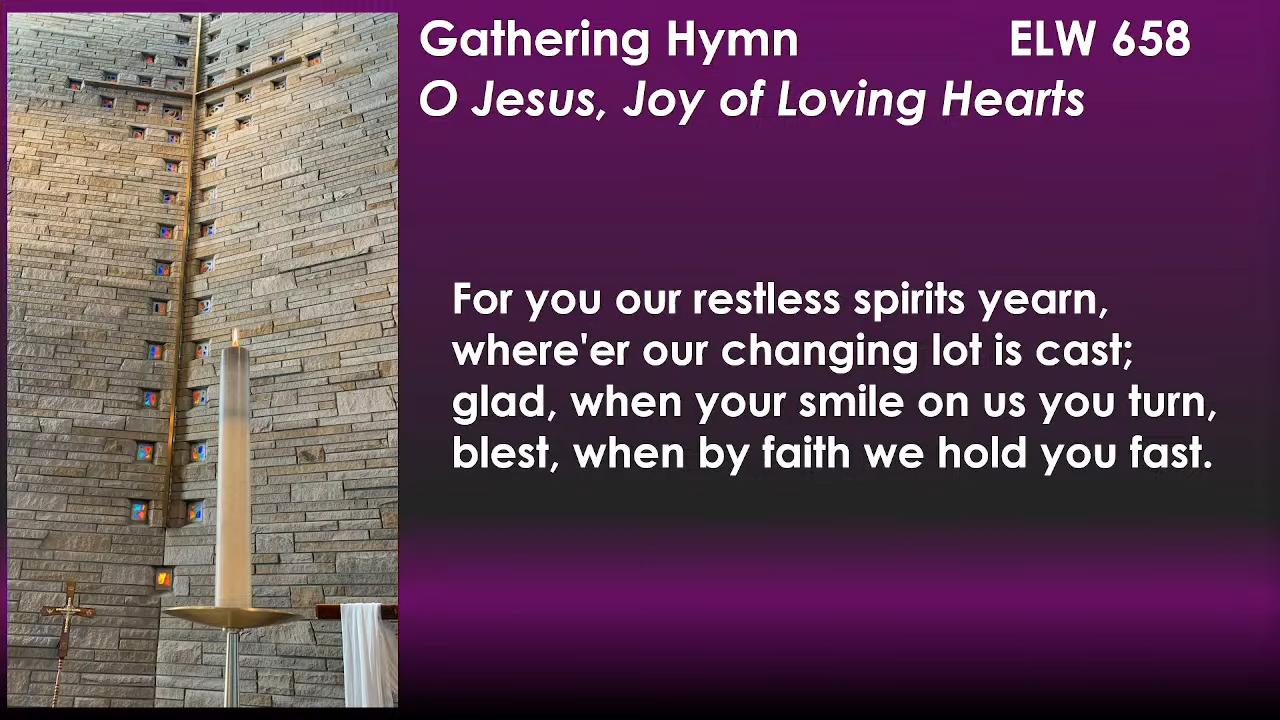 Gathering Hymn ELW 658
O Jesus, Joy of Loving Hearts
For you our restless spirits yearn,
where'er our changing lot is cast;
glad, when your smile on us you turn,
blest, when by faith we hold you fast.